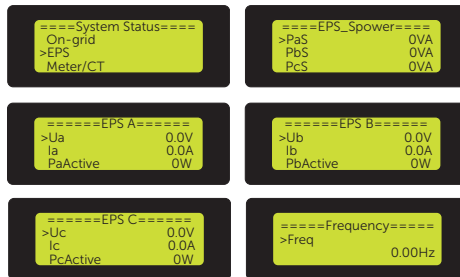 ====System Status====
On-grid
>EPS
Meter/CT
====EPS_Spower====
>PaS 0VA
PbS 0VA
PcS 0VA
======EPS A======
>Ua 0.0V
Ia 0.0A
PaActive 0W
======EPS B======
>Ub 0.0V
Ib 0.0A
PbActive 0W
======EPS C======
>Uc 0.0V
Ic 0.0A
PcActive 0W
=====Frequency=====
>Freq
0.00Hz